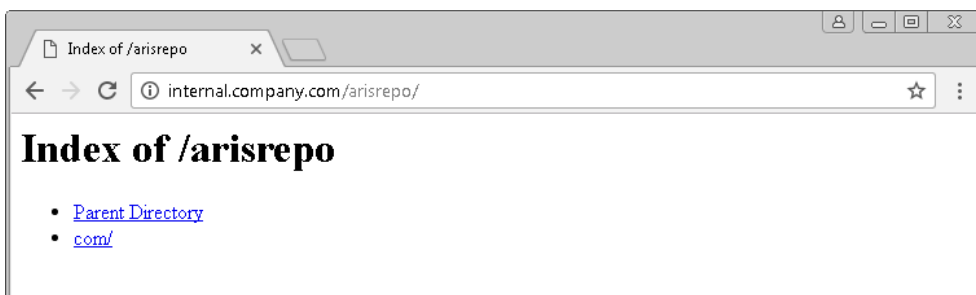 Index of /arisrepo
internal.company.com/arisrepo/
Index of /arisrepo
Parent Directory
com/